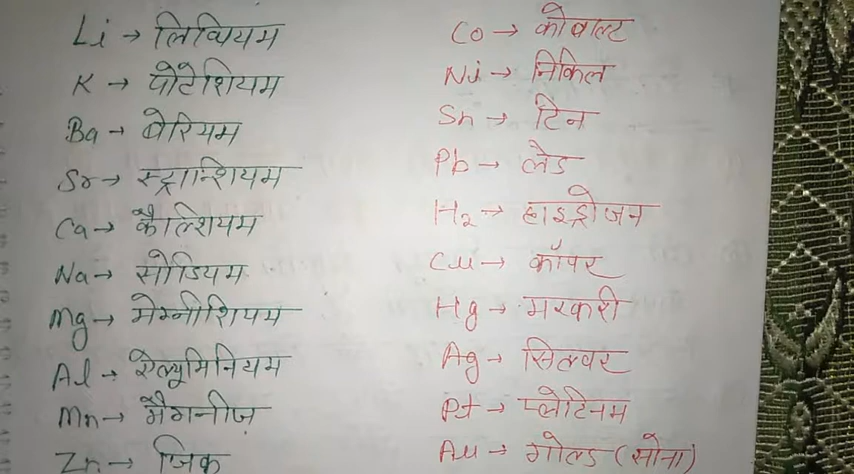 Li → लिथियम
K → पोटेशियम
Ba → बेरियम
Sr → स्ट्रान्शियम
Ca → कैल्शियम
Na → सोडियम
Mg → मेग्नीशियम
Al → ऐल्युमिनियम
Mn → मैगनीज
Zn → जिंक
Co → कोबाल्ट
Ni → निकिल
Sn → टिन
Pb → लेड
H₂ → हाइड्रोजन
Cu → कॉपर
Hg → मरकरी
Ag → सिल्वर
Pt → प्लेटिनम
Au → गोल्ड (सोना)